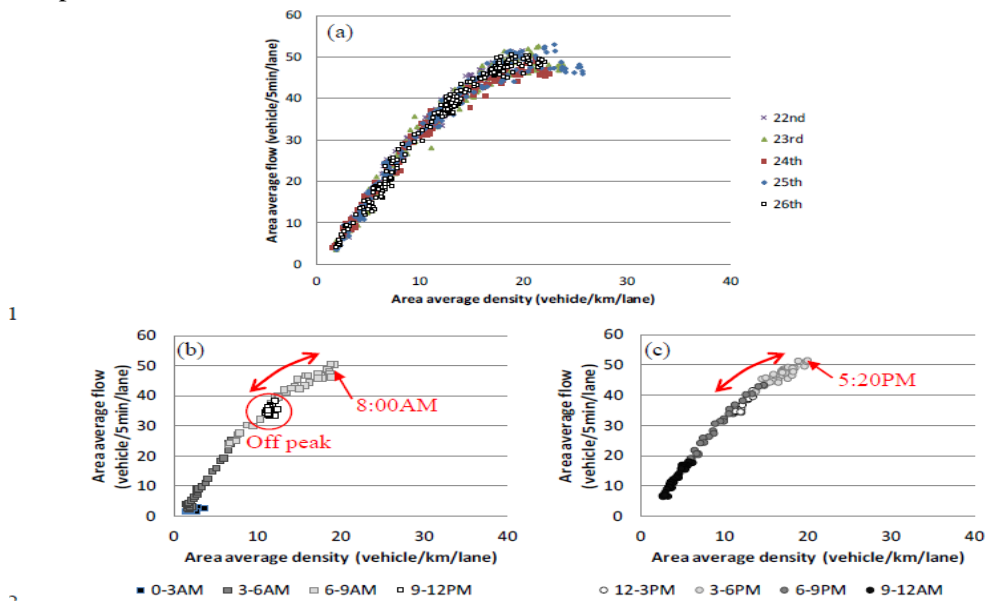 (a)
60
50
40
30
20
10
0
Area average flow (vehicle/5min/lane)
0 10 20 30 40
Area average density (vehicle/km/lane)
22nd
23rd
24th
25th
26th
1
(b)
60
50
40
30
20
10
0
Area average flow
(vehicle/5min/lane)
8:00AM
Off peak
0 10 20 30 40
Area average density (vehicle/km/lane)
0-3AM 3-6AM 6-9AM 9-12PM
(c)
60
50
40
30
20
10
0
Area average flow
(vehicle/5min/lane)
5:20PM
0 10 20 30 40
Area average density (vehicle/km/lane)
12-3PM 3-6PM 6-9PM 9-12AM